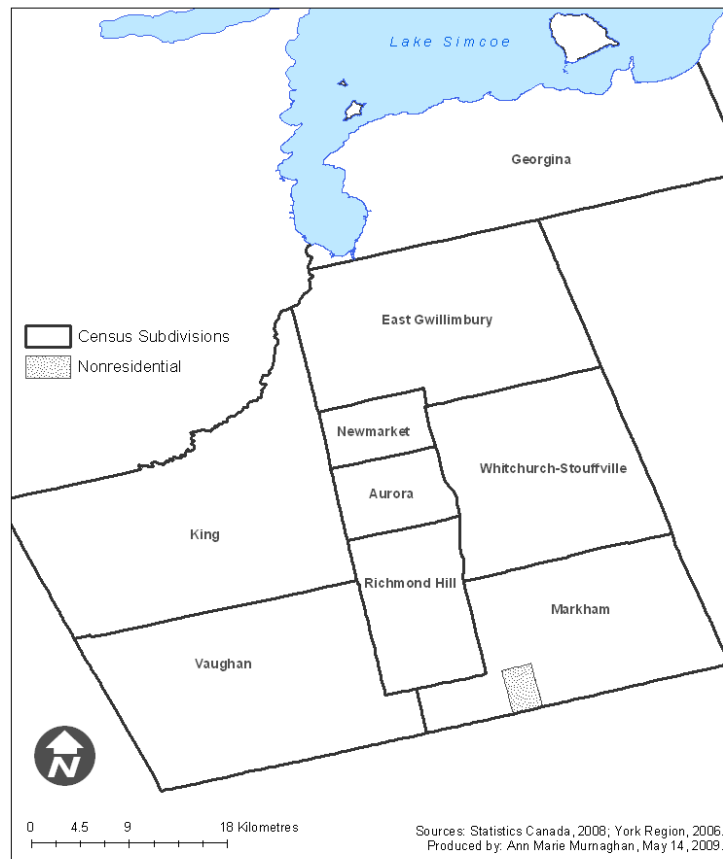 Lake Simcoe
Georgina
East Gwillimbury
Census Subdivisions
Nonresidential
Newmarket
Whitchurch-Stouffville
Aurora
King
Richmond Hill
Markham
Vaughan
N
0 4.5 9 18 Kilometres
Sources: Statistics Canada, 2008; York Region, 2006.
Produced by: Ann Marie Murnaghan, May 14, 2009.